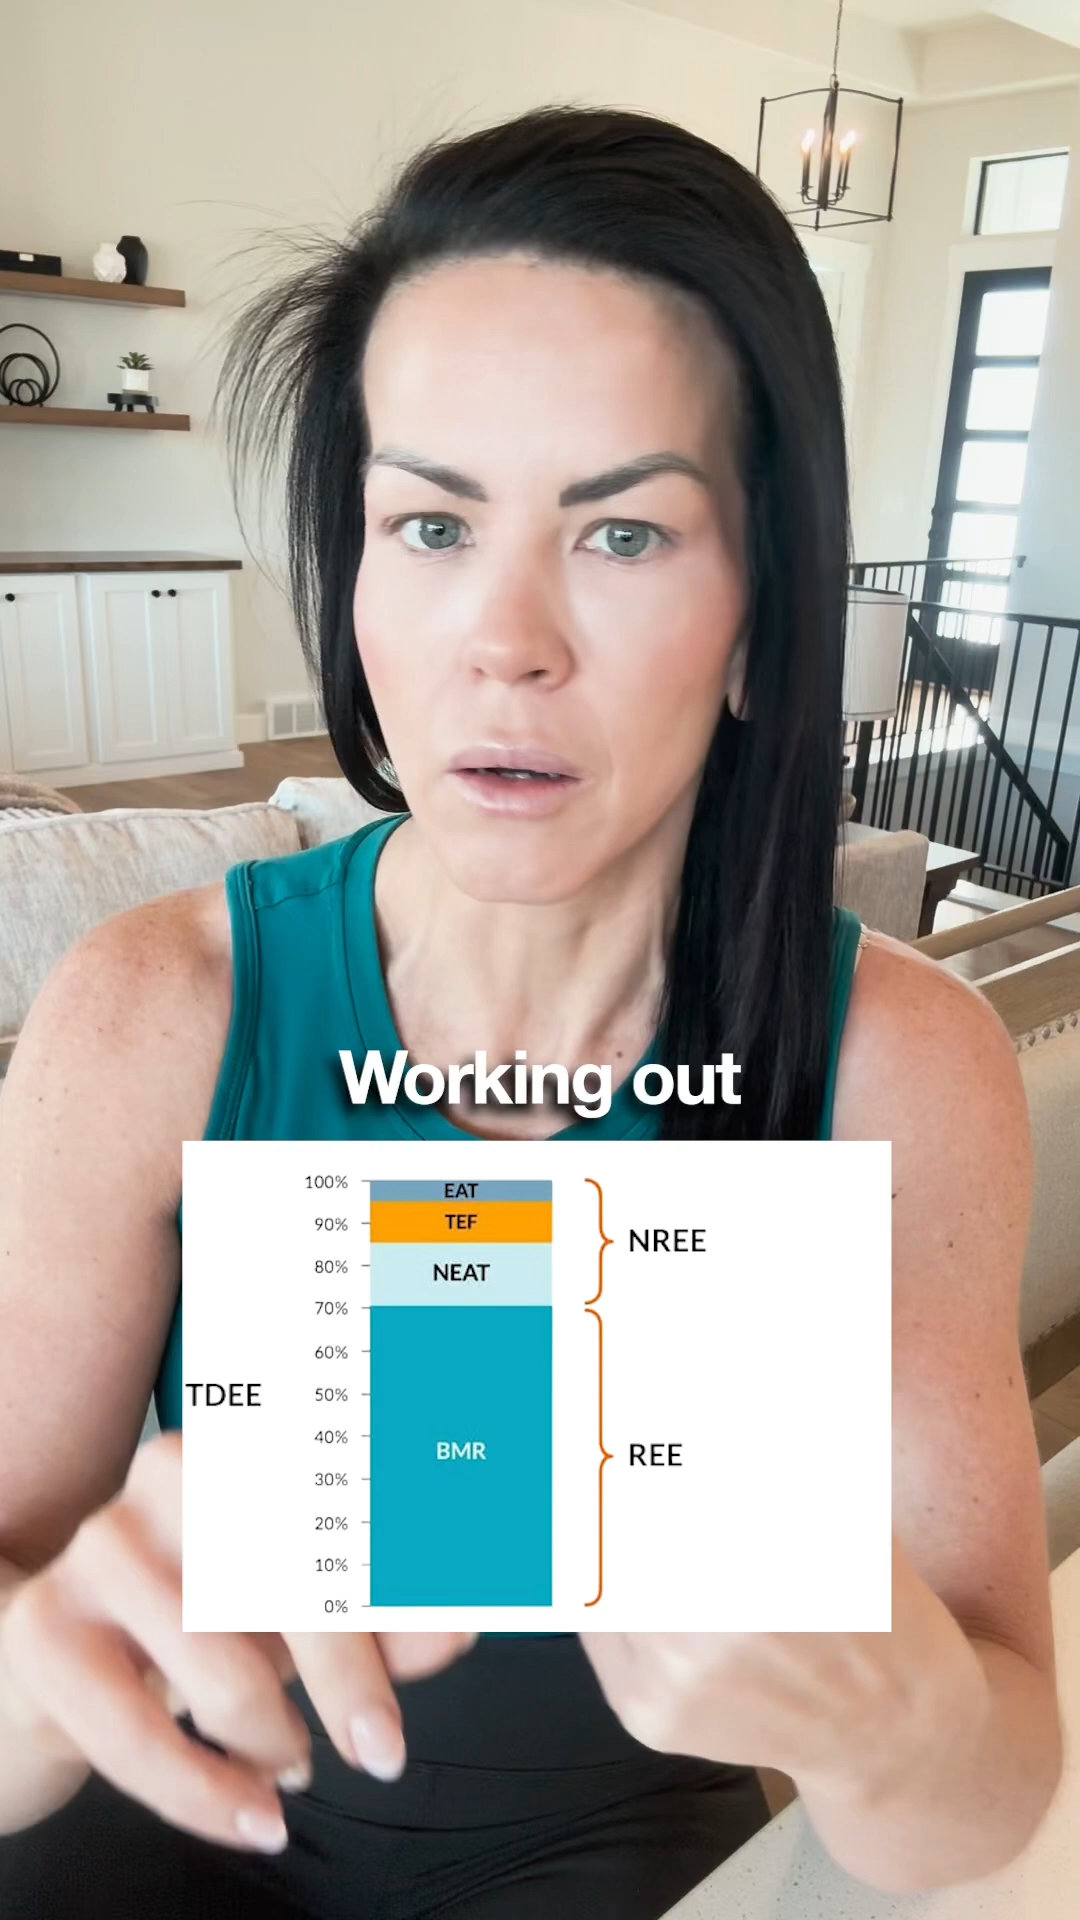 Working out
100%
EAT
90%
TEF
NREE
80%
NEAT
70%
60%
TDEE
50%
40%
BMR
REE
30%
20%
10%
0%